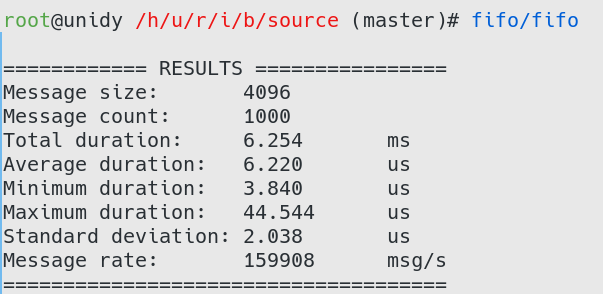 root@unidy /h/u/r/i/b/source (master)# fifo/fifo
============ RESULTS ================
Message size:       4096
Message count:      1000
Total duration:     6.254       ms
Average duration:   6.220       us
Minimum duration:   3.840       us
Maximum duration:   44.544      us
Standard deviation: 2.038       us
Message rate:       159908      msg/s
=====================================